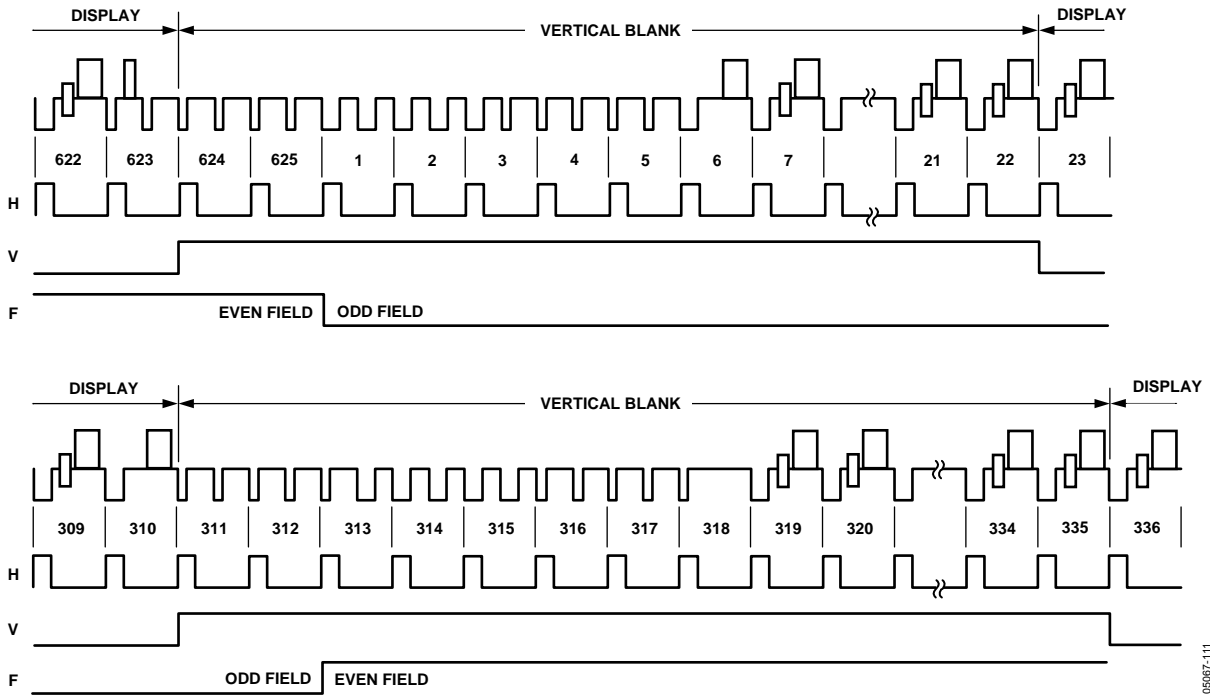 DISPLAY VERTICAL BLANK DISPLAY
622 623 624 625 1 2 3 4 5 6 7 21 22 23
H
V
F EVEN FIELD ODD FIELD
DISPLAY VERTICAL BLANK DISPLAY
309 310 311 312 313 314 315 316 317 318 319 320 334 335 336
H
V
F ODD FIELD EVEN FIELD
05067-111